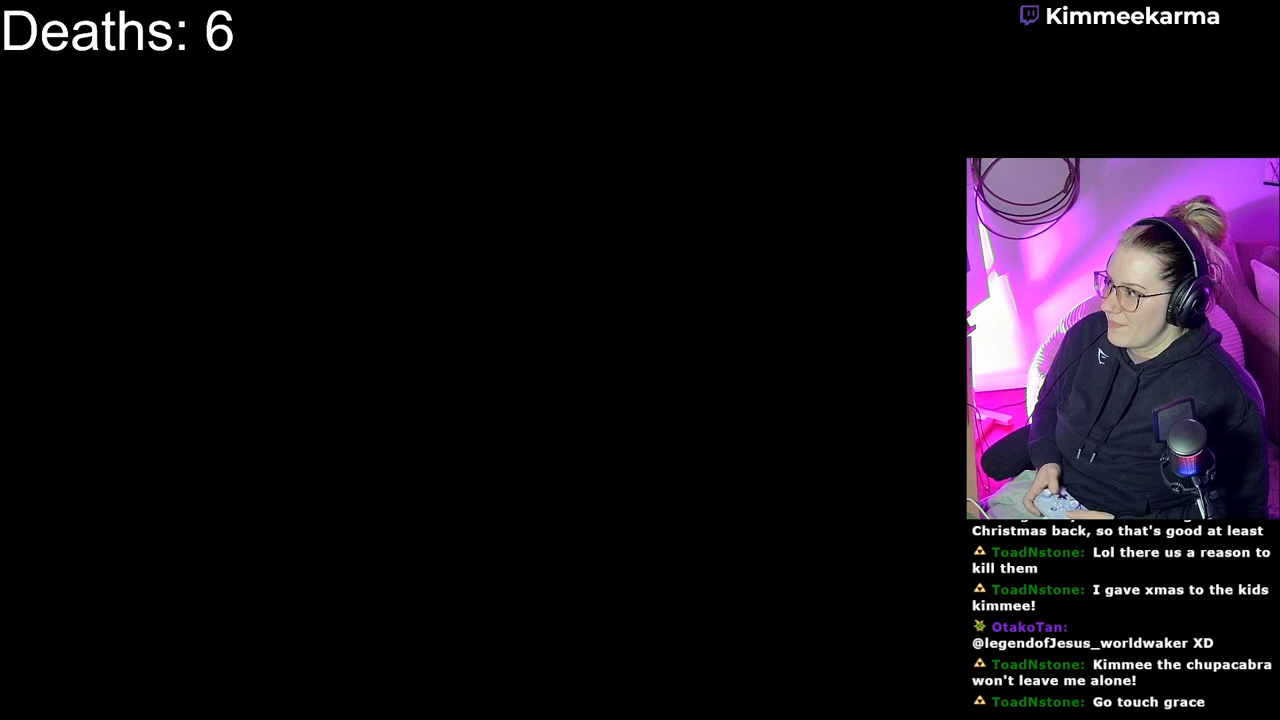 Deaths: 6
Kimmeekarma
Christmas back, so that's good at least
ToadNstone: Lol there us a reason to
kill them
ToadNstone: I gave xmas to the kids
kimmee!
OtakoTan:
@legendofJesus_worldwaker XD
ToadNstone: Kimmee the chupacabra
won't leave me alone!
ToadNstone: Go touch grace